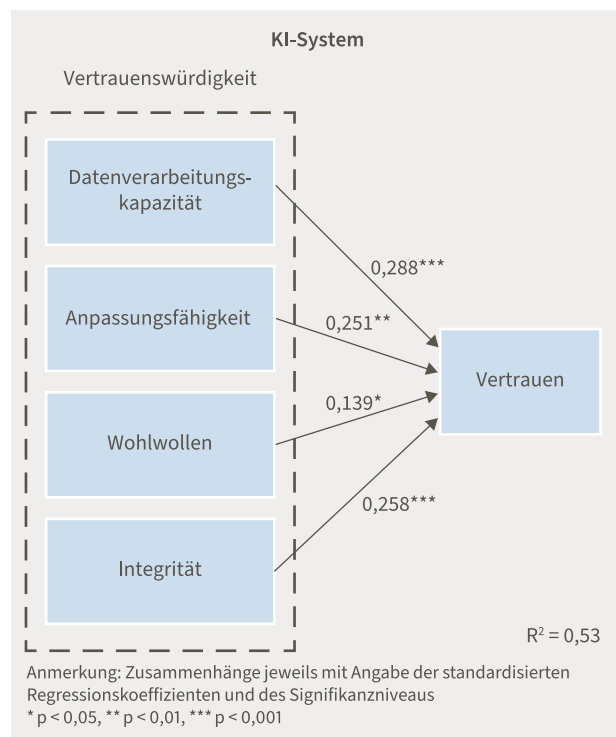 KI-System
Vertrauenswürdigkeit
Datenverarbeitungs-
kapazität
0,288***
Anpassungsfähigkeit
0,251**
Vertrauen
0,139*
Wohlwollen
0,258***
Integrität
R² = 0,53
Anmerkung: Zusammenhänge jeweils mit Angabe der standardisierten
Regressionskoeffizienten und des Signifikanzniveaus
* p < 0,05, ** p < 0,01, *** p < 0,001